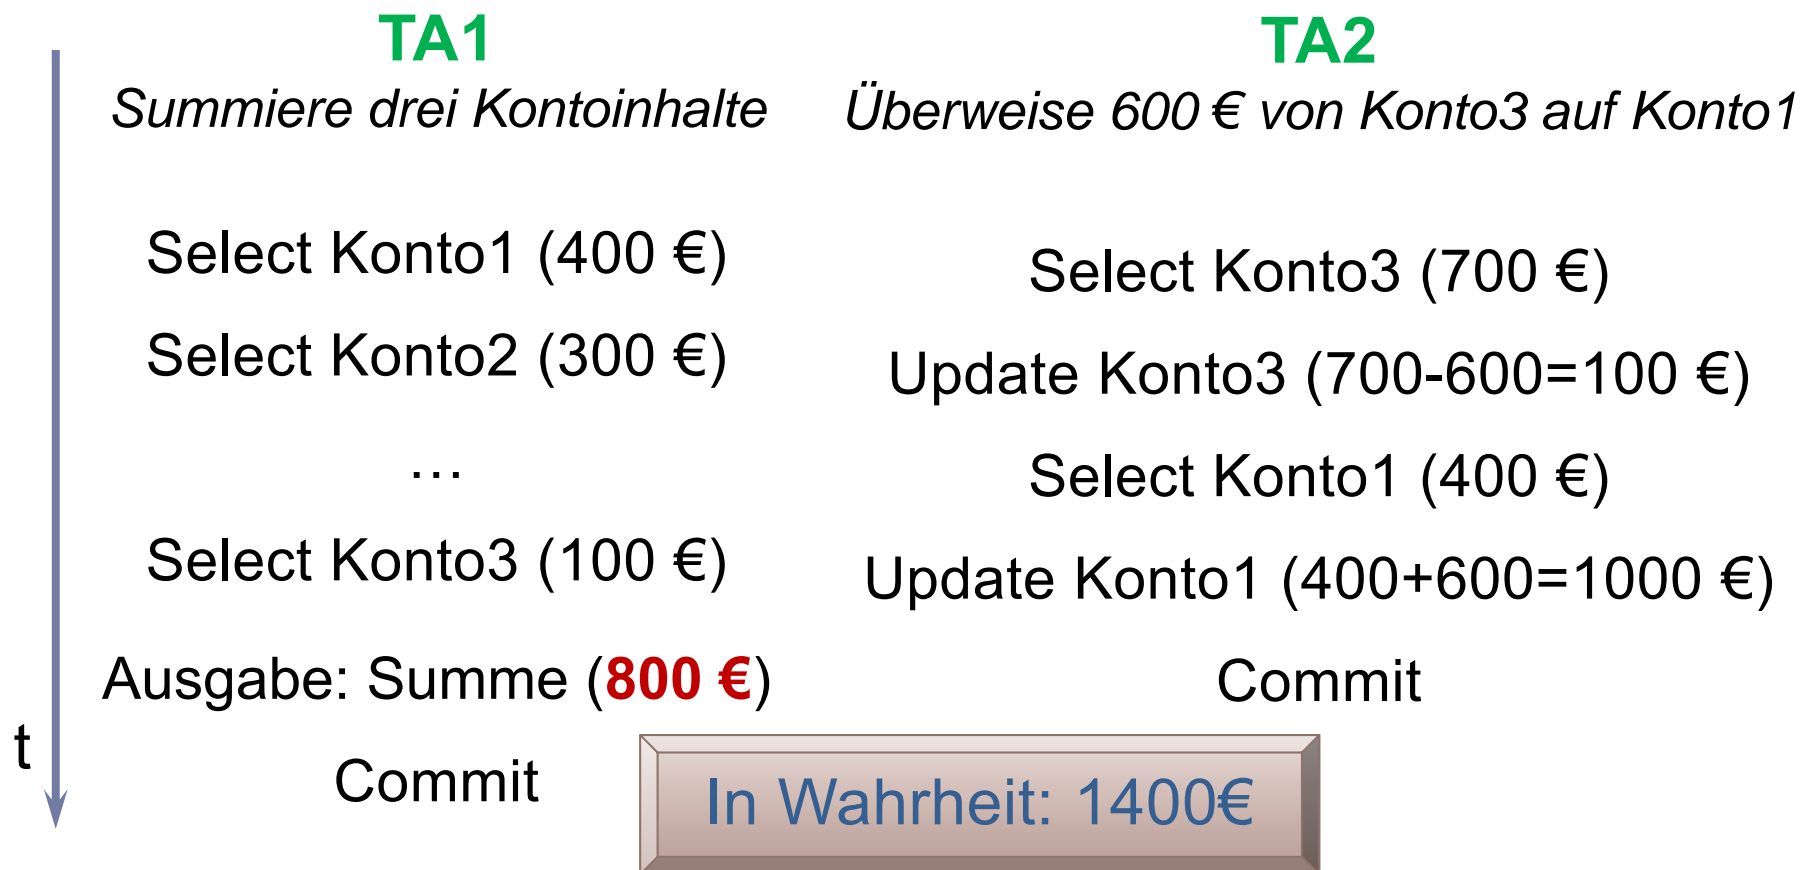 TA1
Summiere drei Kontoinhalte
Select Konto1 (400 €)
Select Konto2 (300 €)
…
Select Konto3 (100 €)
Ausgabe: Summe (800 €)
Commit
t
TA2
Überweise 600 € von Konto3 auf Konto1
Select Konto3 (700 €)
Update Konto3 (700-600=100 €)
Select Konto1 (400 €)
Update Konto1 (400+600=1000 €)
Commit
In Wahrheit: 1400€